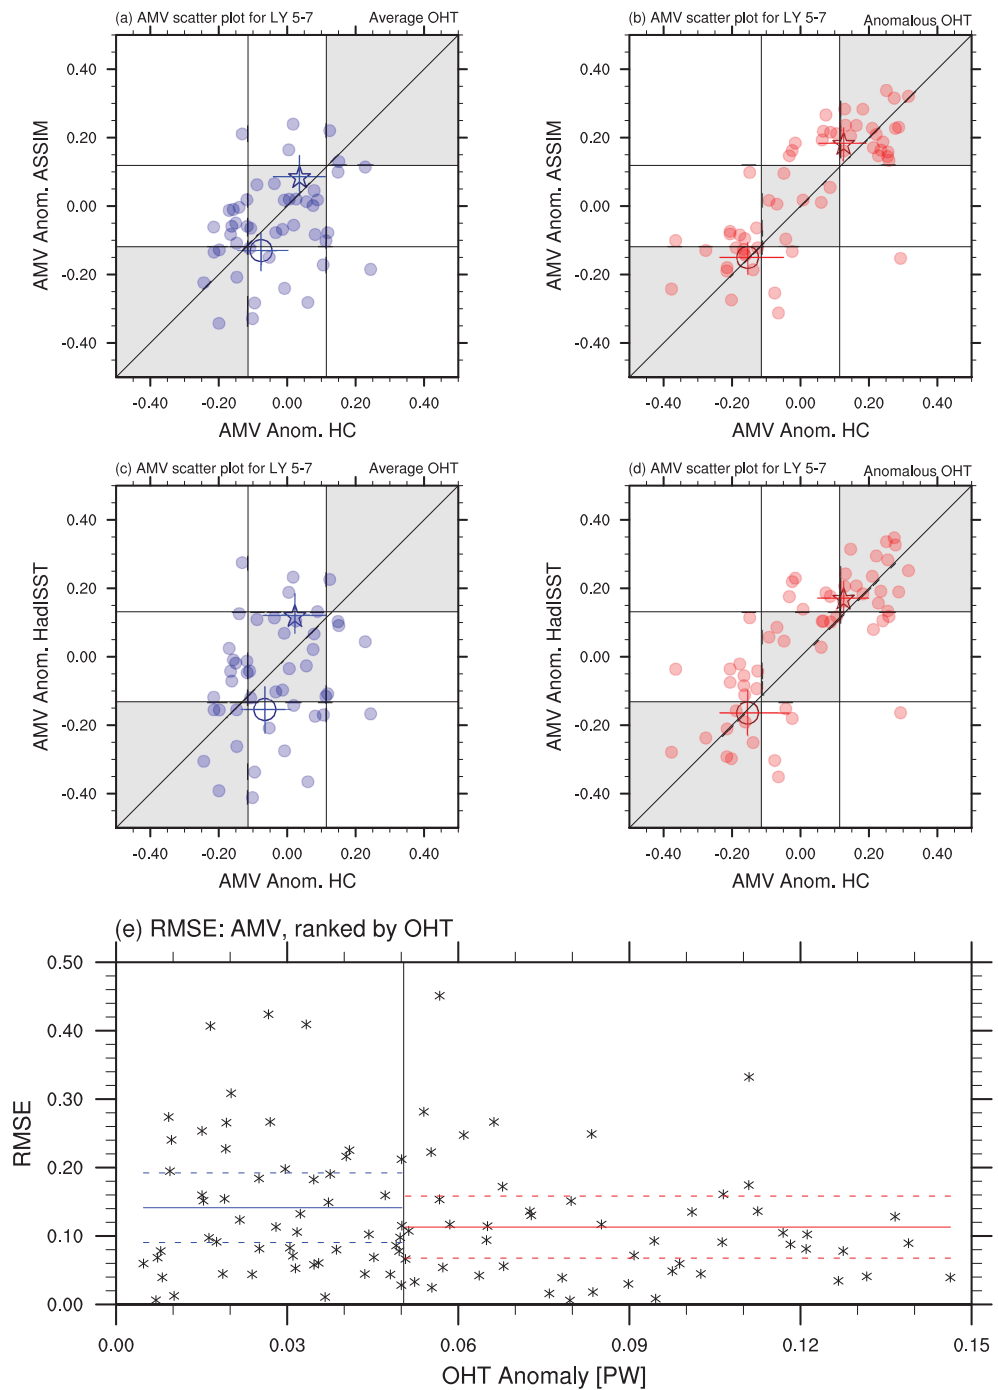 (a) AMV scatter plot for LY 5-7 Average OHT
(b) AMV scatter plot for LY 5-7 Anomalous OHT
0.40
0.20
0.00
-0.20
-0.40
AMV Anom. ASSIM
-0.40 -0.20 0.00 0.20 0.40
AMV Anom. HC
0.40
0.20
0.00
-0.20
-0.40
AMV Anom. ASSIM
-0.40 -0.20 0.00 0.20 0.40
AMV Anom. HC
(c) AMV scatter plot for LY 5-7 Average OHT
(d) AMV scatter plot for LY 5-7 Anomalous OHT
0.40
0.20
0.00
-0.20
-0.40
AMV Anom. HadISST
-0.40 -0.20 0.00 0.20 0.40
AMV Anom. HC
0.40
0.20
0.00
-0.20
-0.40
AMV Anom. HadISST
-0.40 -0.20 0.00 0.20 0.40
AMV Anom. HC
(e) RMSE: AMV, ranked by OHT
0.50
0.40
0.30
0.20
0.10
0.00
RMSE
0.00 0.03 0.06 0.09 0.12 0.15
OHT Anomaly [PW]